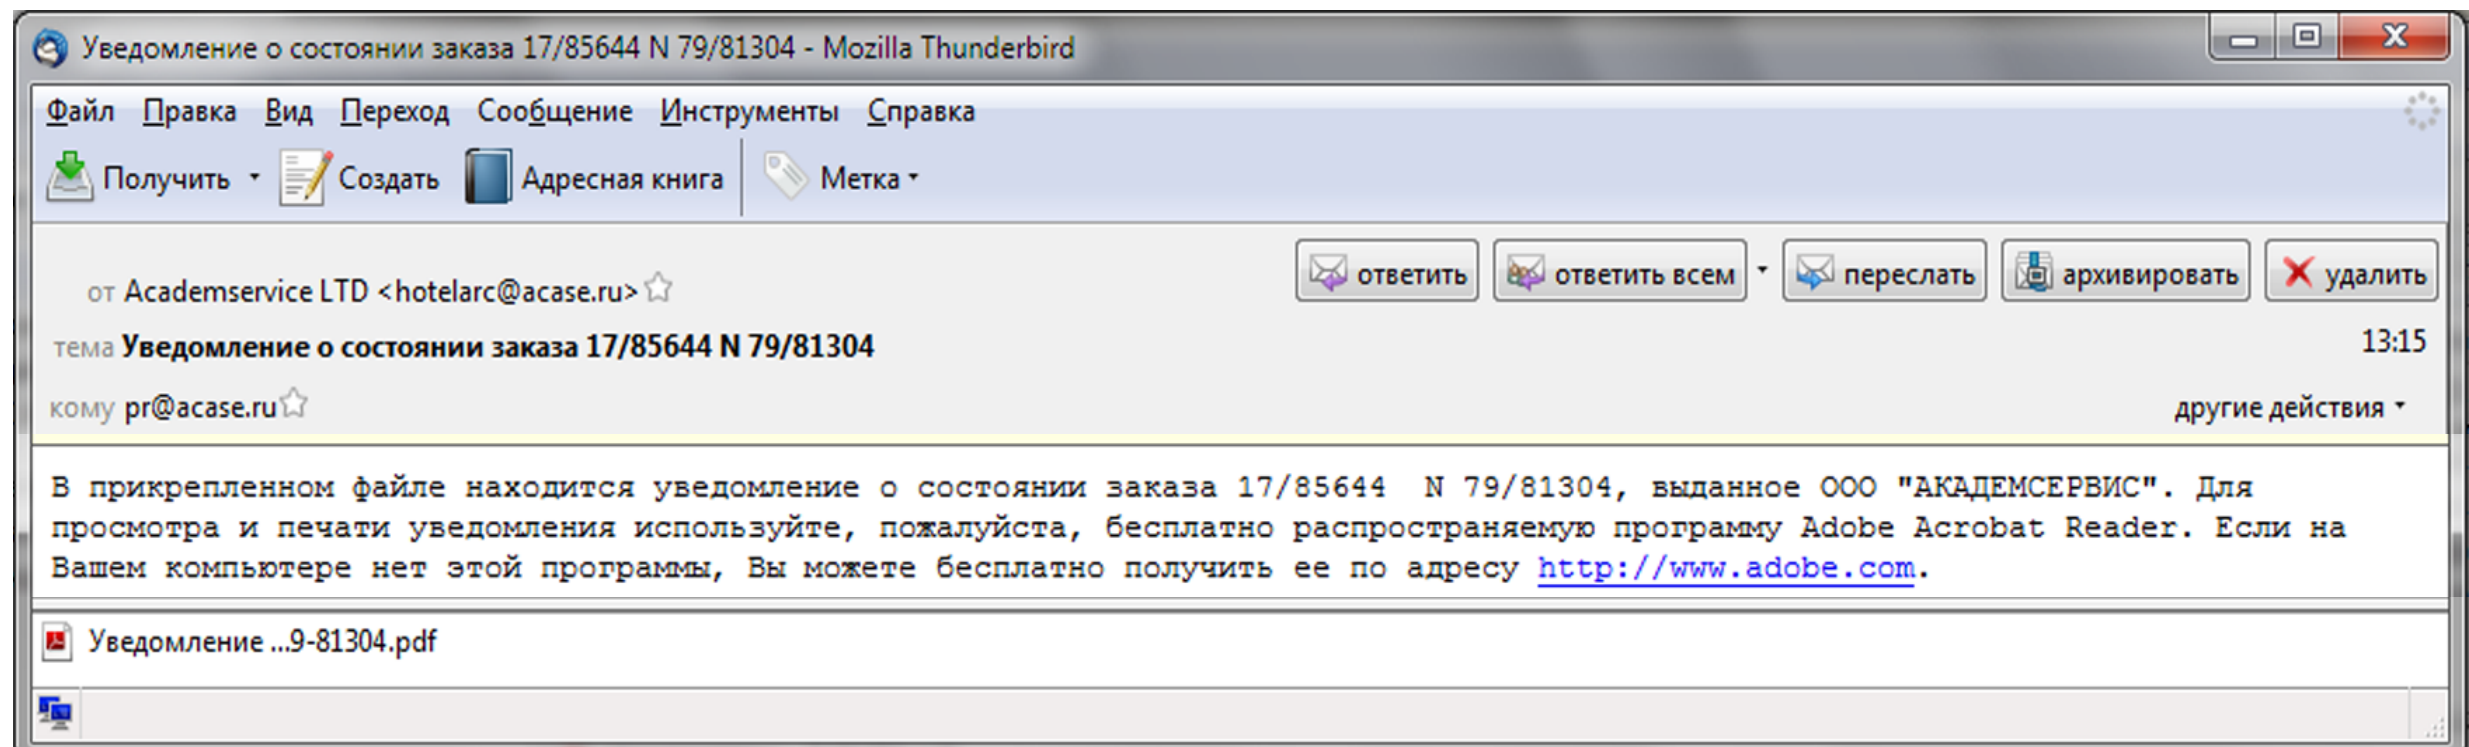 Уведомление о состоянии заказа 17/85644 N 79/81304 - Mozilla Thunderbird
Файл Правка Вид Переход Сообщение Инструменты Справка
Получить Создать Адресная книга Метка
от Academservice LTD <hotelarc@acase.ru> ответить ответить всем переслать архивировать удалить
тема Уведомление о состоянии заказа 17/85644 N 79/81304 13:15
кому pr@acase.ru другие действия
В прикрепленном файле находится уведомление о состоянии заказа 17/85644 N 79/81304, выданное ООО "АКАДЕМСЕРВИС". Для
просмотра и печати уведомления используйте, пожалуйста, бесплатно распространяемую программу Adobe Acrobat Reader. Если на
Вашем компьютере нет этой программы, Вы можете бесплатно получить ее по адресу http://www.adobe.com.
Уведомление ...9-81304.pdf